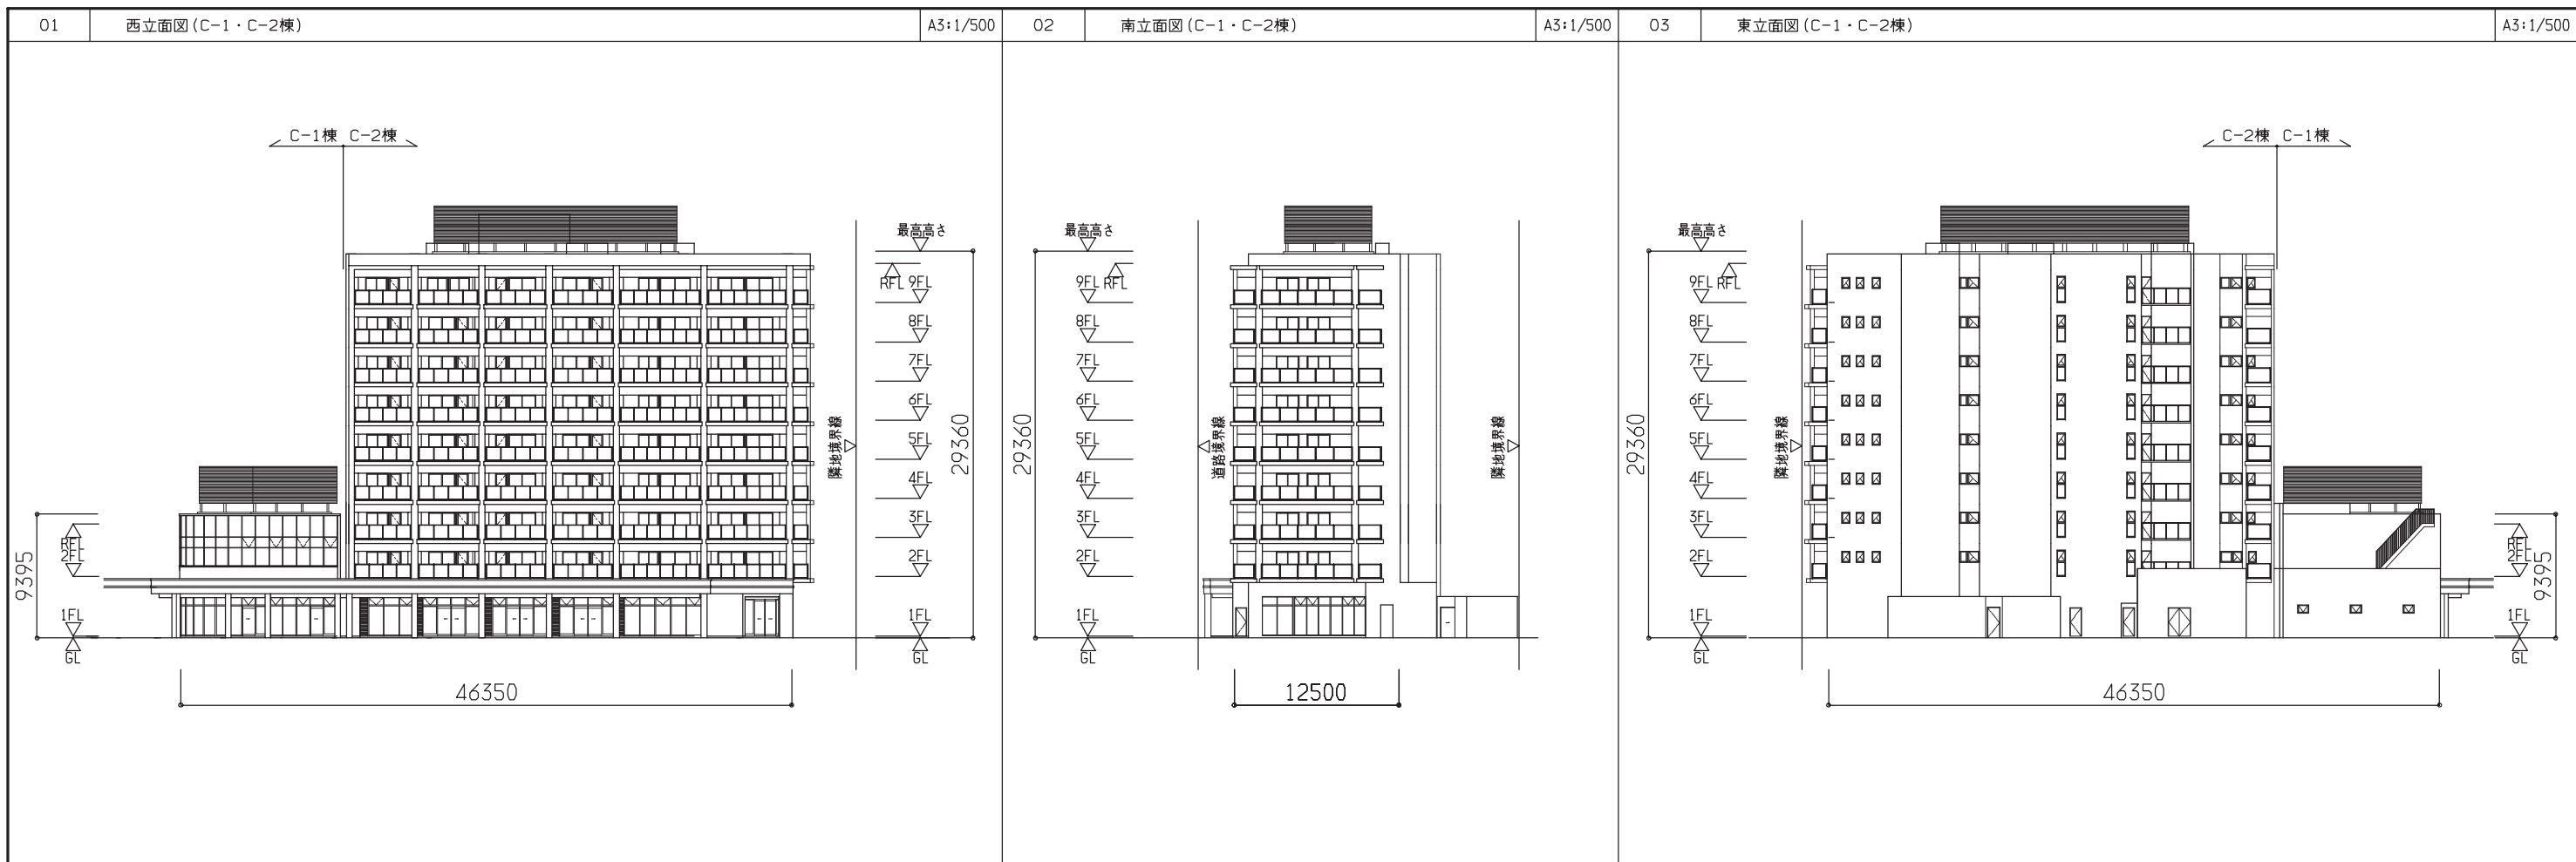 01 西立面図(C-1・C-2棟) A3:1/500
C-1棟 C-2棟
最高高さ
RFL 9FL
8FL
7FL
6FL
5FL
4FL
3FL
2FL
1FL
GL
29360
隣地境界線
RFL
2FL
1FL
GL
9395
46350
02 南立面図(C-1・C-2棟) A3:1/500
最高高さ
9FL RFL
8FL
7FL
6FL
5FL
4FL
3FL
2FL
1FL
GL
29360
道路境界線
隣地境界線
12500
03 東立面図(C-1・C-2棟) A3:1/500
C-2棟 C-1棟
最高高さ
9FL RFL
8FL
7FL
6FL
5FL
4FL
3FL
2FL
1FL
GL
29360
隣地境界線
RFL
2FL
1FL
GL
9395
46350